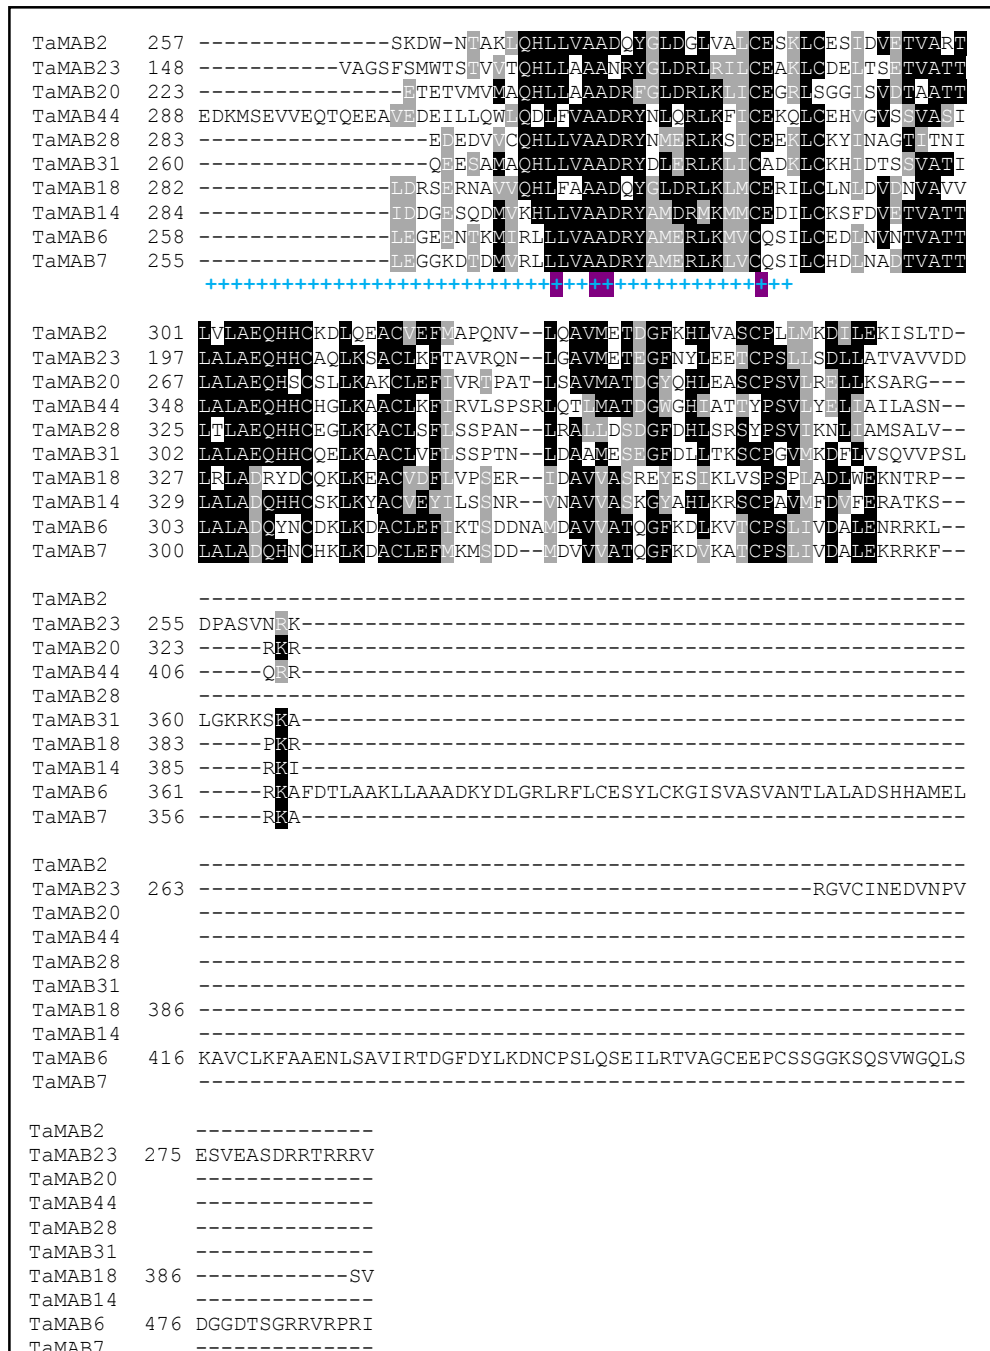 TaMAB2 257 ---------------SKDW-NTAKLQHLLVAADQYGLDGLVALCESKLCESIDVETVART
TaMAB23 148 -----------VAGSFSMWTSTVVTQHLLAAANRYGLDRLRILCEAKLCDELTSETVATT
TaMAB20 223 ----------------ETETVMVMAQHLLAAADRFGLDRLKLICEGRLSGGISVDTAATT
TaMAB44 288 EDKMSEVVEQTQEEAVEDEILLQWLQDLFVAADRYNLQRLKFICEKQLCEHVGVSSVASI
TaMAB28 283 ------------------EDEDVVCQHLLVAADRYNMERLKSICEEKLCKYINAGTITNI
TaMAB31 260 ------------------QEESAMAQHLLVAADRYDLERLKLICADKLCKHIDTSSVATI
TaMAB18 282 ---------------LDRSERNAVVQHLFAAADQYGLDRLKLMCERILCLNLDVDNVAVV
TaMAB14 284 ---------------IDDGESQDMVKHLLVAADRYAMDRMKMMCEDILCKSFDVETVATT
TaMAB6 258 ---------------LEGEENTKMIRLLLVAADRYAMERLKMVCQSILCEDLNVNTVATT
TaMAB7 255 ---------------LEGGKDTDMVRLLLVAADRYAMERLKLVCQSILCHDLNADTVATT
++++++++++++++++++++++++++++++++++++++++++++++
TaMAB2 301 LVLAEQHHCKDLQEACVEFMAPQNV--LQAVMETDGFKHLVASCPLLMKDILEKISLTD-
TaMAB23 197 LALAEQHHCAQLKSACLKFTAVRQN--LGAVMETEGFNYLEETCPSLLSDLLATVAVVDD
TaMAB20 267 LALAEQHSCSLLKAKCLEFIVRTPAT-LSAVMATDGYQHLEASCPSVLRELLKSARG---
TaMAB44 348 LALAEQHHCHGLKAACLKFIRVLSPSRLQTLMATDGWGHIATTYPSVLYELIAILASN--
TaMAB28 325 LTLAEQHHCEGLKKACLSFLSSPAN--LRALLDSDGFDHLSRSYPSVIKNLIAMSALV--
TaMAB31 302 LALAEQHHCQELKAACLVFLSSPTN--LDAAMESEGFDLLTKSCPGVMKDFLVSQVVPSL
TaMAB18 327 LRLADRYDCQKLKEACVDFLVPSER--IDAVVASREYESIKLVSPSPLADLWEKNTRP--
TaMAB14 329 LALADQHHCSKLKYACVEYILSSNR--VNAVVASKGYAHLKRSCPAVMFDVFERATKS--
TaMAB6 303 LALADQYNCDKLKDACLEFIKTSDDNAMDAVVATQGFKDLKVTCPSLIVDALENRRKL--
TaMAB7 300 LALADQHNCHKLKDACLEFMKMSDD--MDVVVATQGFKDVKATCPSLIVDALEKRRKF--
TaMAB2 ------------------------------------------------------------
TaMAB23 255 DPASVNRK----------------------------------------------------
TaMAB20 323 -----RKR----------------------------------------------------
TaMAB44 406 -----QRR----------------------------------------------------
TaMAB28 ------------------------------------------------------------
TaMAB31 360 LGKRKSKA----------------------------------------------------
TaMAB18 383 -----PKR----------------------------------------------------
TaMAB14 385 -----RKI----------------------------------------------------
TaMAB6 361 -----RKAFDTLAAKLLAAADKYDLGRLRFLCESYLCKGISVASVANTLALADSHHAMEL
TaMAB7 356 -----RKA----------------------------------------------------
TaMAB2 ------------------------------------------------------------
TaMAB23 263 ------------------------------------------------RGVCINEDVNPV
TaMAB20 ------------------------------------------------------------
TaMAB44 ------------------------------------------------------------
TaMAB28 ------------------------------------------------------------
TaMAB31 ------------------------------------------------------------
TaMAB18 386 ------------------------------------------------------------
TaMAB14 ------------------------------------------------------------
TaMAB6 416 KAVCLKFAAENLSAVIRTDGFDYLKDNCPSLQSEILRTVAGCEEPCSSGGKSQSVWGQLS
TaMAB7 ------------------------------------------------------------
TaMAB2 --------------
TaMAB23 275 ESVEASDRRTRRRV
TaMAB20 --------------
TaMAB44 --------------
TaMAB28 --------------
TaMAB31 --------------
TaMAB18 386 ------------SV
TaMAB14 --------------
TaMAB6 476 DGGDTSGRRVRPRI
TaMAB7 --------------